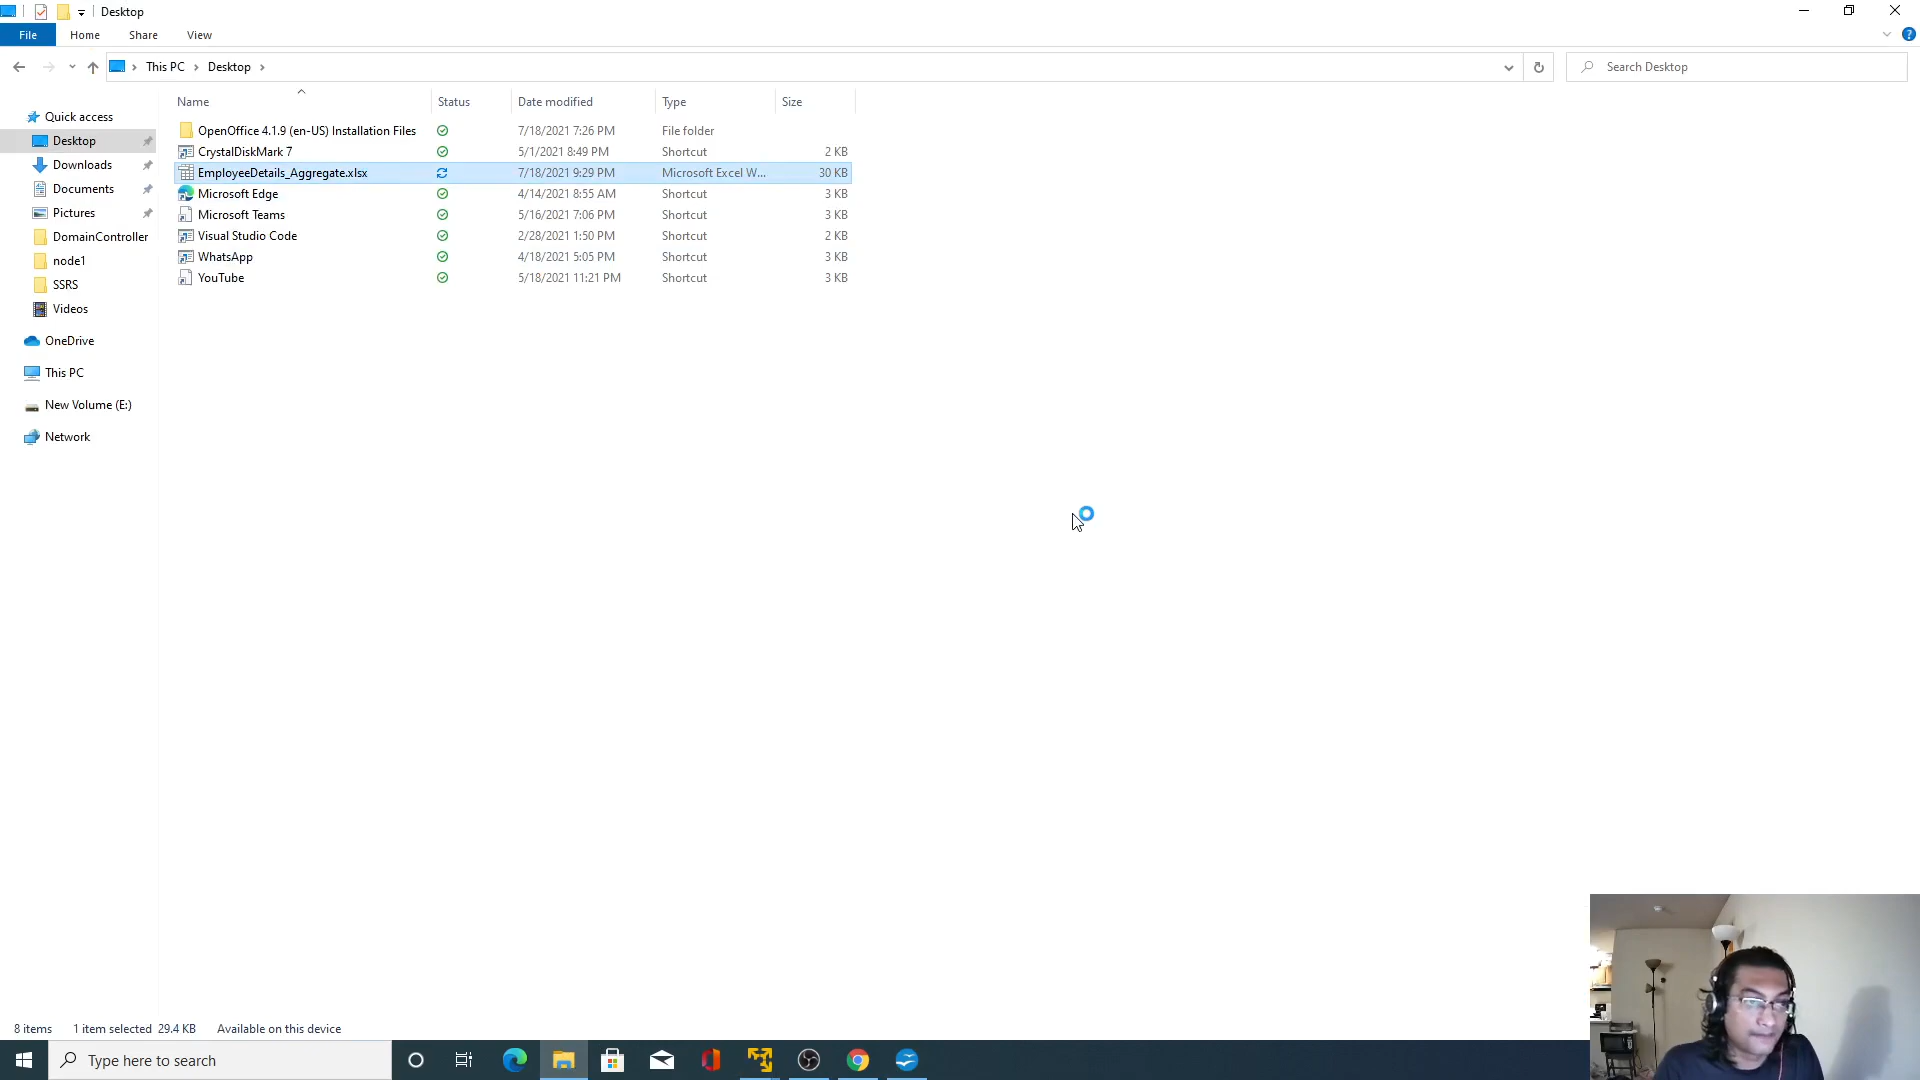 Desktop
File Home Share View
This PC Desktop Search Desktop
Name Status Date modified Type Size
Quick access
Desktop
Downloads
Documents
Pictures
DomainController
node1
SSRS
Videos
OneDrive
This PC
New Volume (E:)
Network
OpenOffice 4.1.9 (en-US) Installation Files 7/18/2021 7:26 PM File folder
CrystalDiskMark 7 5/1/2021 8:49 PM Shortcut 2 KB
EmployeeDetails_Aggregate.xlsx 7/18/2021 9:29 PM Microsoft Excel W... 30 KB
Microsoft Edge 4/14/2021 8:55 AM Shortcut 3 KB
Microsoft Teams 5/16/2021 7:06 PM Shortcut 3 KB
Visual Studio Code 2/28/2021 1:50 PM Shortcut 2 KB
WhatsApp 4/18/2021 5:05 PM Shortcut 3 KB
YouTube 5/18/2021 11:21 PM Shortcut 3 KB
8 items 1 item selected 29.4 KB Available on this device
Type here to search